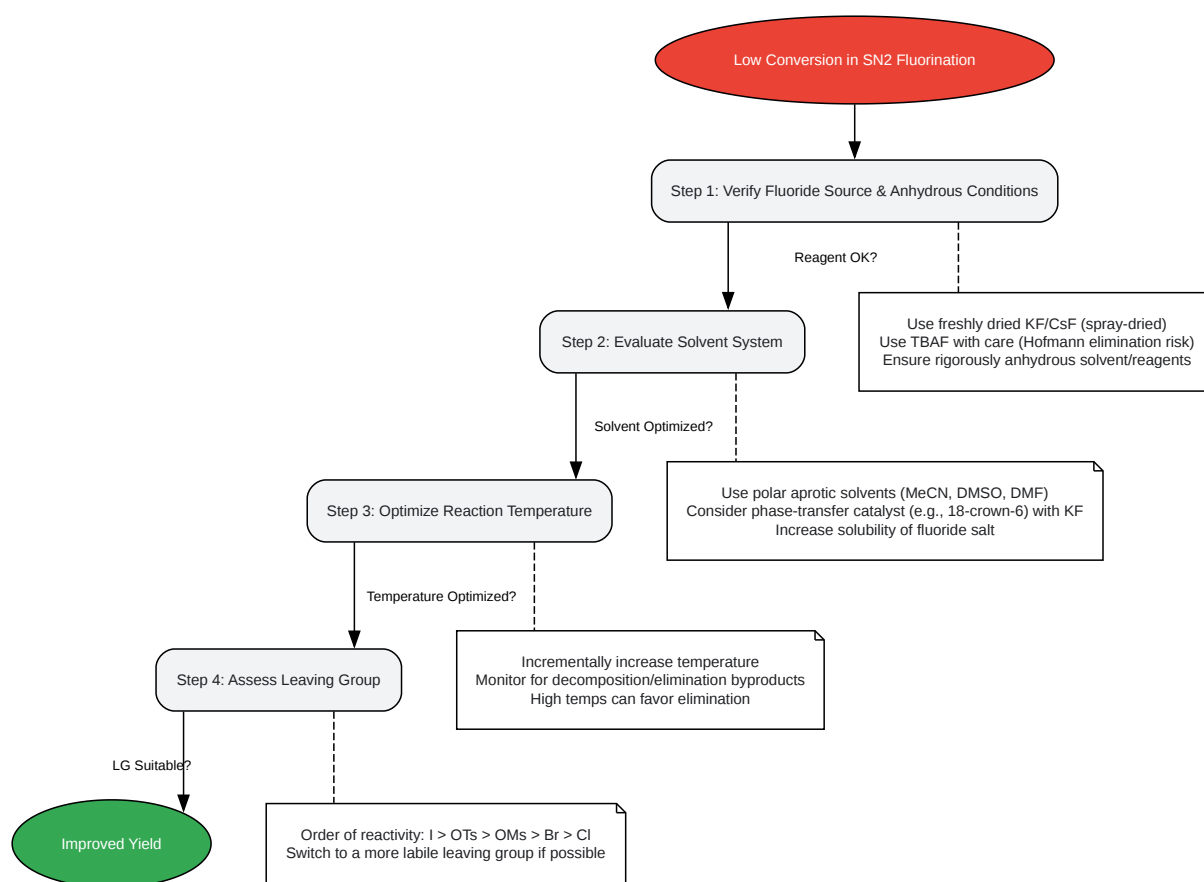 Low Conversion in SN2 Fluorination
Step 1: Verify Fluoride Source & Anhydrous Conditions
Reagent OK?
Use freshly dried KF/CsF (spray-dried)
Use TBAF with care (Hofmann elimination risk)
Ensure rigorously anhydrous solvent/reagents
Step 2: Evaluate Solvent System
Solvent Optimized?
Use polar aprotic solvents (MeCN, DMSO, DMF)
Consider phase-transfer catalyst (e.g., 18-crown-6) with KF
Increase solubility of fluoride salt
Step 3: Optimize Reaction Temperature
Temperature Optimized?
Incrementally increase temperature
Monitor for decomposition/elimination byproducts
High temps can favor elimination
Step 4: Assess Leaving Group
LG Suitable?
Order of reactivity: I > OTs > OMs > Br > Cl
Switch to a more labile leaving group if possible
Improved Yield